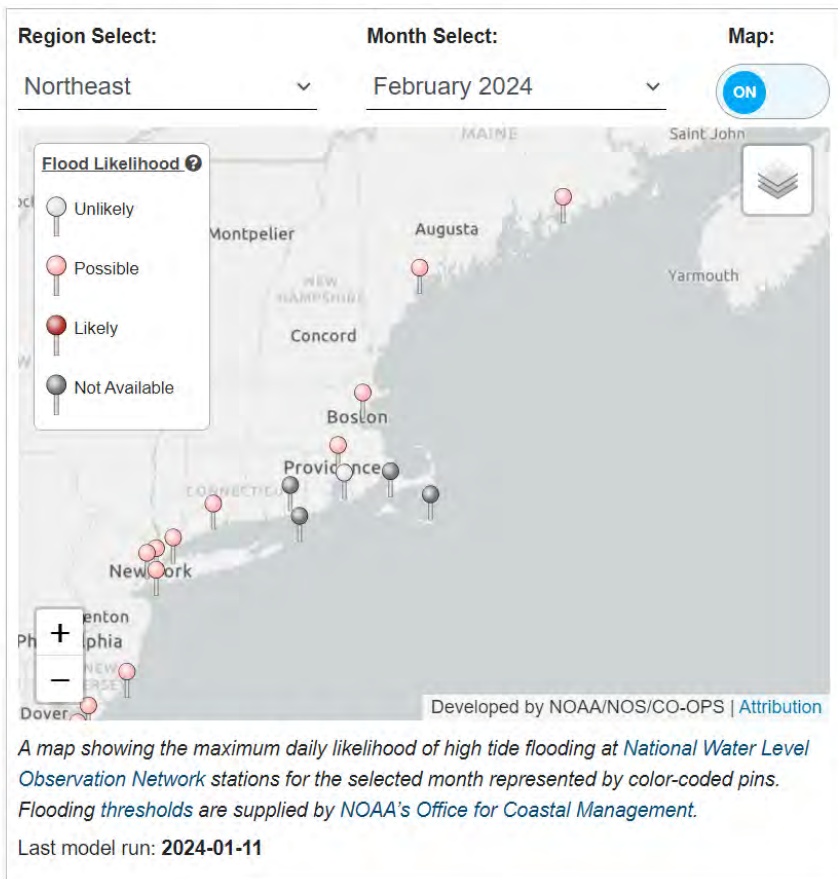 Region Select:
Month Select:
Map:
Northeast
February 2024
ON
MAINE
Saint John
Flood Likelihood ?
Unlikely
Possible
Likely
Not Available
Montpelier
Augusta
Yarmouth
NEW
HAMPSHIRE
Concord
Boston
Providence
CONNECTICU
New York
enton
Ph lphia
NEW
ERSE
Dover
+
−
Developed by NOAA/NOS/CO-OPS | Attribution
A map showing the maximum daily likelihood of high tide flooding at National Water Level
Observation Network stations for the selected month represented by color-coded pins.
Flooding thresholds are supplied by NOAA's Office for Coastal Management.
Last model run: 2024-01-11